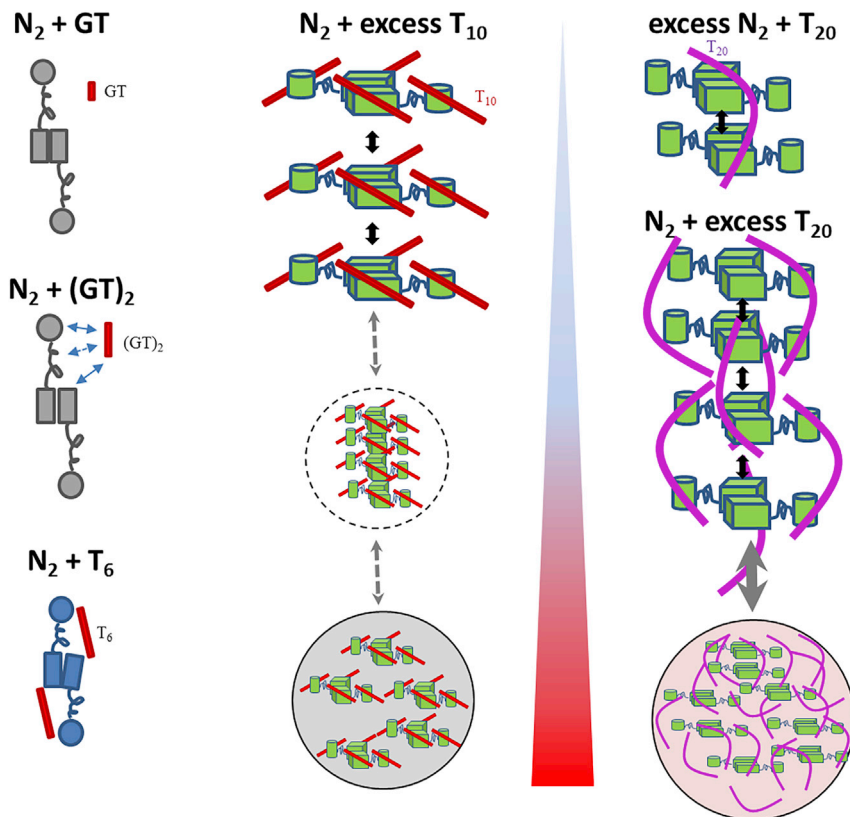 N₂ + GT
GT
N₂ + (GT)₂
(GT)₂
N₂ + T₆
T₆
N₂ + excess T₁₀
T₁₀
excess N₂ + T₂₀
T₂₀
N₂ + excess T₂₀